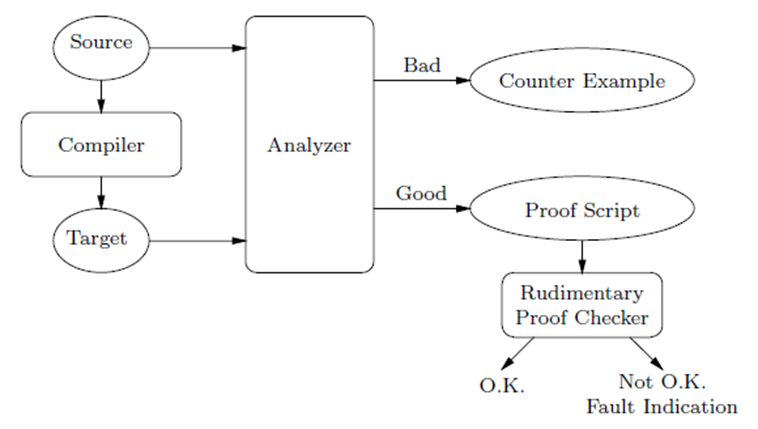 Source
Compiler
Target
Analyzer
Bad
Counter Example
Good
Proof Script
Rudimentary
Proof Checker
O.K.
Not O.K.
Fault Indication